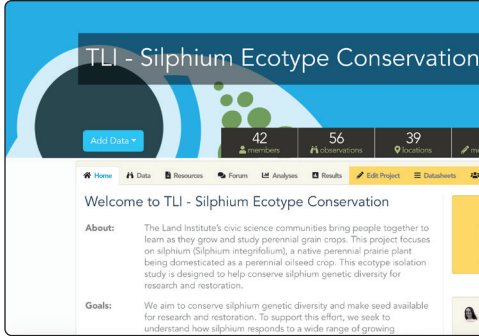 TLI - Silphium Ecotype Conservation
Add Data
42
members
56
observations
39
locations
Home
Data
Resources
Forum
Analyses
Results
Edit Project
Datasheets
Welcome to TLI - Silphium Ecotype Conservation
About:
The Land Institute's civic science communities bring people together to
learn as they grow and study perennial grain crops. This project focuses
on silphium (Silphium integrifolium), a native perennial prairie plant
being domesticated as a perennial oilseed crop. This ecotype isolation
study is designed to help conserve silphium genetic diversity for
research and restoration.
Goals:
We aim to conserve silphium genetic diversity and make seed available
for research and restoration. To support this effort, we seek to
understand how silphium responds to a wide range of growing